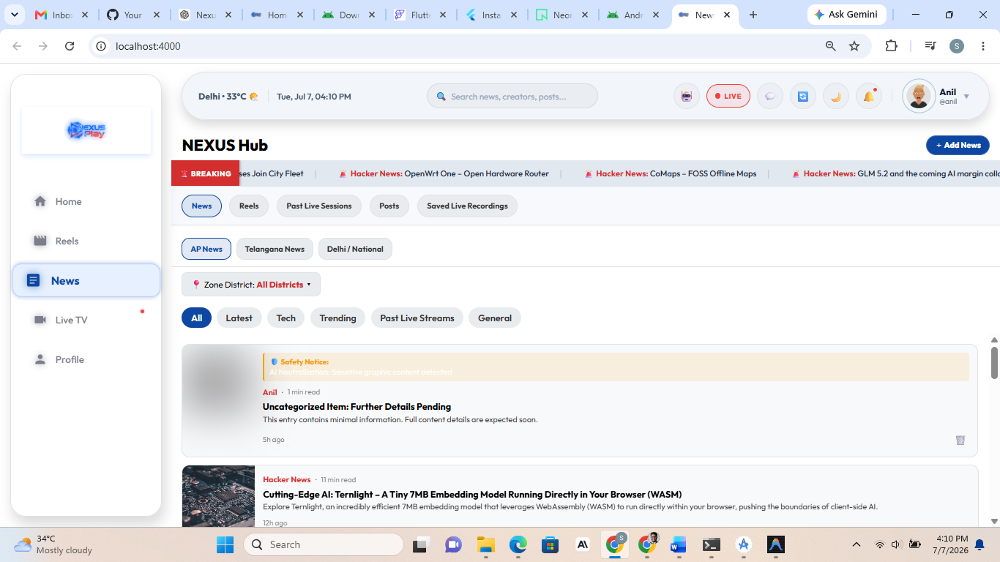 Inbo
Your
Nexu
Hom
Dow
Flutt
Insta
Neor
Andr
New
Ask Gemini
localhost:4000
S
NEXUS
Play
Home
Reels
News
Live TV
Profile
Delhi • 33°C
Tue, Jul 7, 04:10 PM
Search news, creators, posts...
LIVE
Anil
@anil
NEXUS Hub
+ Add News
BREAKING
ses Join City Fleet
Hacker News: OpenWrt One – Open Hardware Router
Hacker News: CoMaps – FOSS Offline Maps
Hacker News: GLM 5.2 and the coming AI margin colla
News
Reels
Past Live Sessions
Posts
Saved Live Recordings
AP News
Telangana News
Delhi / National
Zone District: All Districts
All
Latest
Tech
Trending
Past Live Streams
General
Safety Notice:
AI Neutralization: Sensitive graphic content detected
Anil · 1 min read
Uncategorized Item: Further Details Pending
This entry contains minimal information. Full content details are expected soon.
5h ago
Hacker News · 11 min read
Cutting-Edge AI: Ternlight – A Tiny 7MB Embedding Model Running Directly in Your Browser (WASM)
Explore Ternlight, an incredibly efficient 7MB embedding model that leverages WebAssembly (WASM) to run directly within your browser, pushing the boundaries of client-side AI.
12h ago
34°C
Mostly cloudy
Search
4:10 PM
7/7/2026